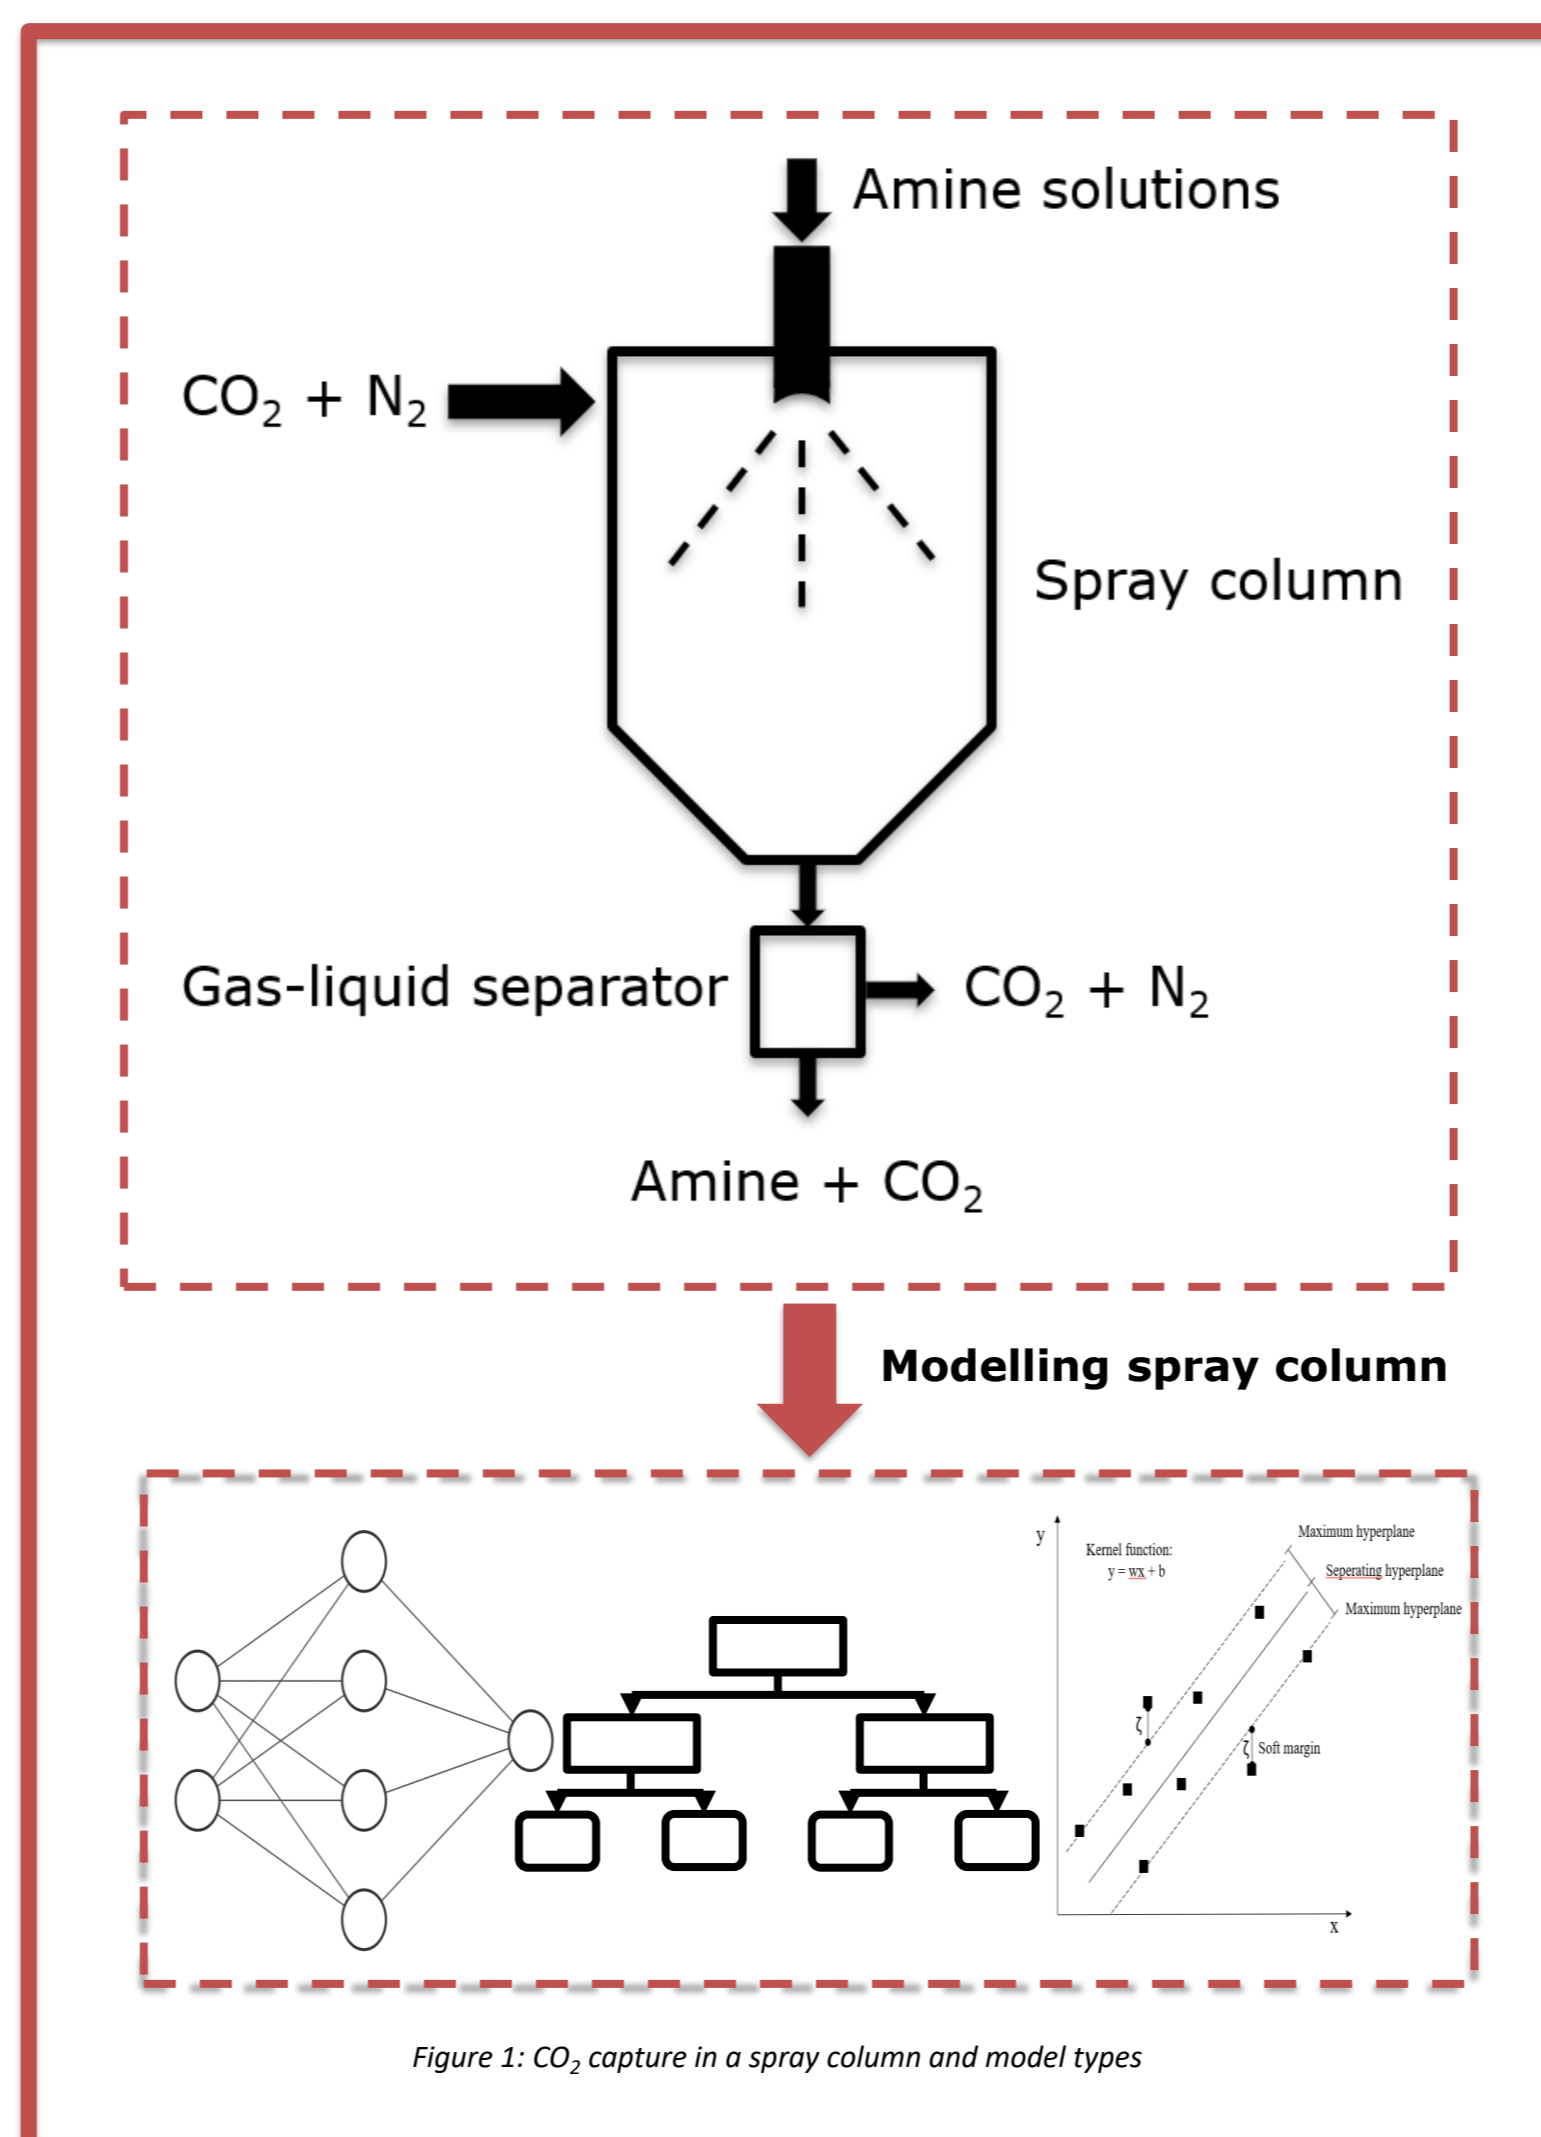 Amine solutions
CO₂ + N₂
Spray column
Gas-liquid separator
CO₂ + N₂
Amine + CO₂
Modelling spray column
y
Kernel function:
y = wx + b
Maximum hyperplane
Seperating hyperplane
Maximum hyperplane
ζ
ζ Soft margin
x
Figure 1: CO₂ capture in a spray column and model types